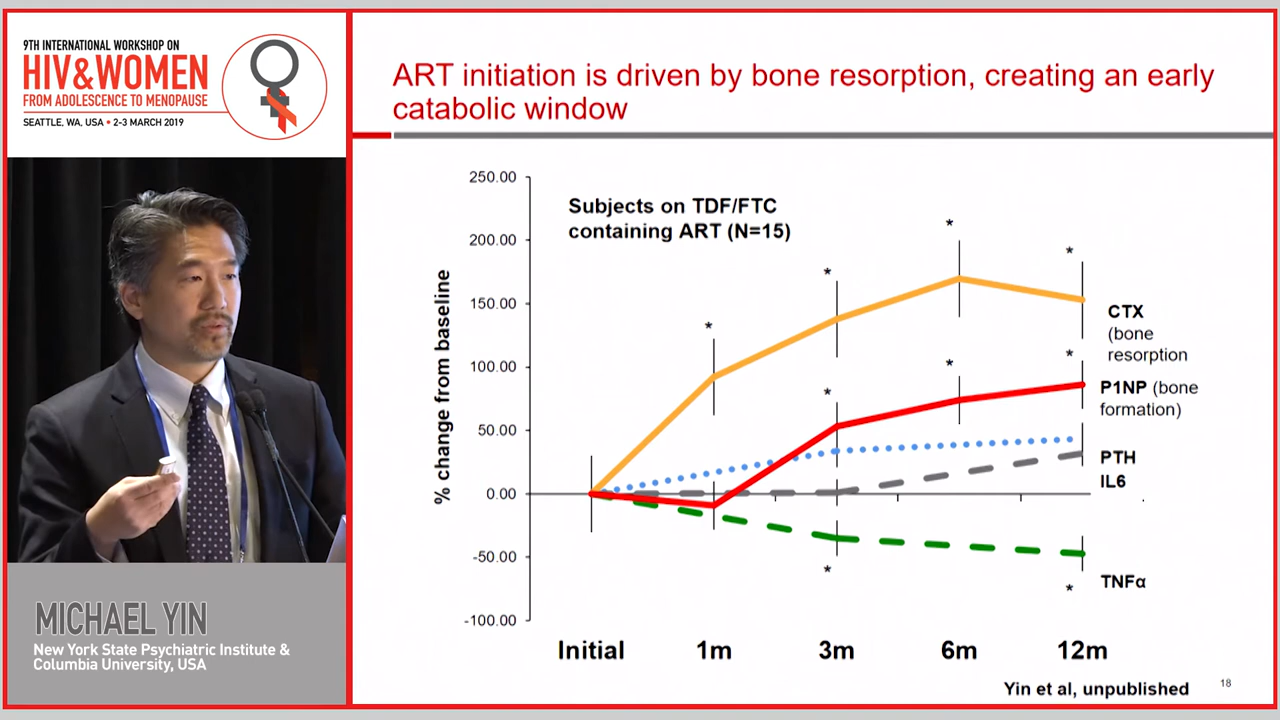 9TH INTERNATIONAL WORKSHOP ON
HIV&WOMEN
FROM ADOLESCENCE TO MENOPAUSE
SEATTLE, WA, USA • 2-3 MARCH 2019
MICHAEL YIN
New York State Psychiatric Institute &
Columbia University, USA
ART initiation is driven by bone resorption, creating an early
catabolic window
Subjects on TDF/FTC
containing ART (N=15)
% change from baseline
250.00
200.00
150.00
100.00
50.00
0.00
-50.00
-100.00
*
*
*
*
*
*
*
*
*
CTX
(bone
resorption
P1NP (bone
formation)
PTH
IL6
TNFα
Initial 1m 3m 6m 12m
Yin et al, unpublished
18